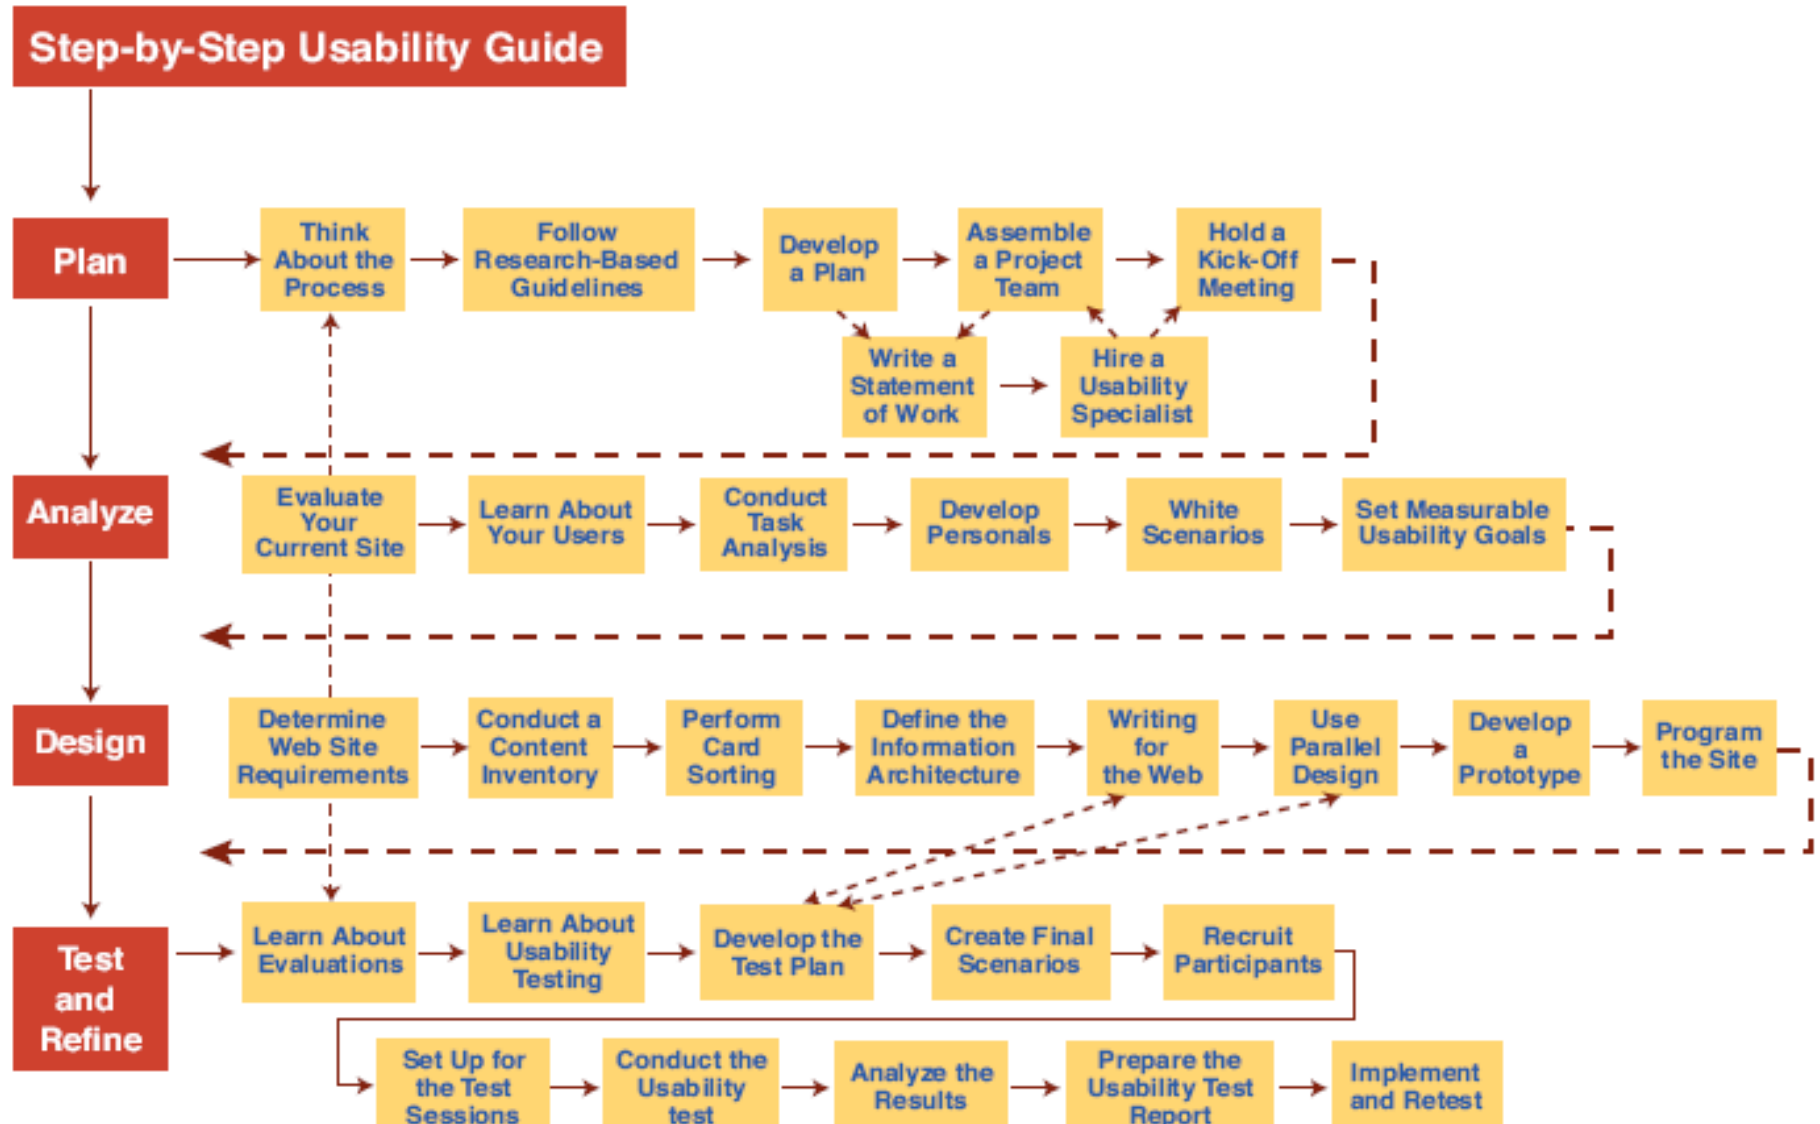 Step-by-Step Usability Guide
Plan
Think
About the
Process
Follow
Research-Based
Guidelines
Develop
a Plan
Assemble
a Project
Team
Hold a
Kick-Off
Meeting
Write a
Statement
of Work
Hire a
Usability
Specialist
Analyze
Evaluate
Your
Current Site
Learn About
Your Users
Conduct
Task
Analysis
Develop
Personals
White
Scenarios
Set Measurable
Usability Goals
Design
Determine
Web Site
Requirements
Conduct a
Content
Inventory
Perform
Card
Sorting
Define the
Information
Architecture
Writing
for
the Web
Use
Parallel
Design
Develop
a
Prototype
Program
the Site
Test
and
Refine
Learn About
Evaluations
Learn About
Usability
Testing
Develop the
Test Plan
Create Final
Scenarios
Recruit
Participants
Set Up for
the Test
Sessions
Conduct the
Usability
test
Analyze the
Results
Prepare the
Usability Test
Report
Implement
and Retest